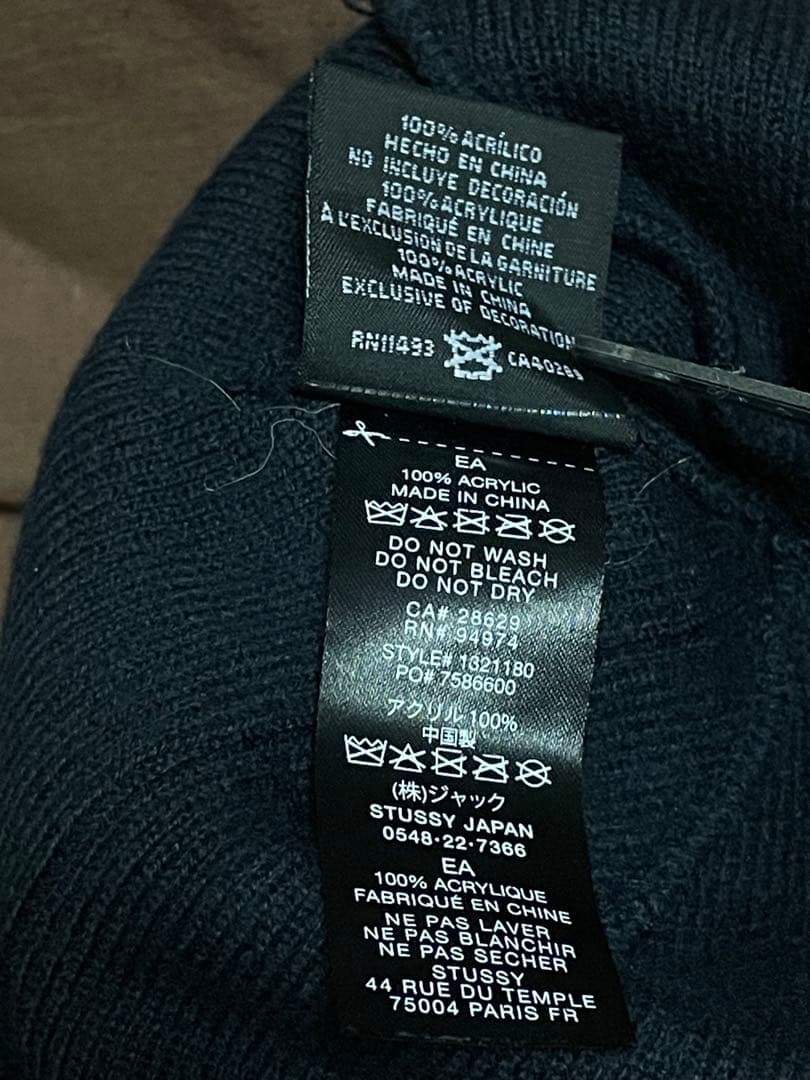 100% ACRÍLICO
HECHO EN CHINA
NO INCLUYE DECORACIÓN
100% ACRYLIQUE
FABRIQUÉ EN CHINE
À L'EXCLUSION DE LA GARNITURE
100% ACRYLIC
MADE IN CHINA
EXCLUSIVE OF DECORATION
RN11493 CA40289
EA
100% ACRYLIC
MADE IN CHINA
DO NOT WASH
DO NOT BLEACH
DO NOT DRY
CA# 28629
RN# 94974
STYLE# 1321180
PO# 7586600
アクリル 100%
中国製
(株)ジャック
STUSSY JAPAN
0548・22・7366
EA
100% ACRYLIQUE
FABRIQUÉ EN CHINE
NE PAS LAVER
NE PAS BLANCHIR
NE PAS SECHER
STUSSY
44 RUE DU TEMPLE
75004 PARIS FR